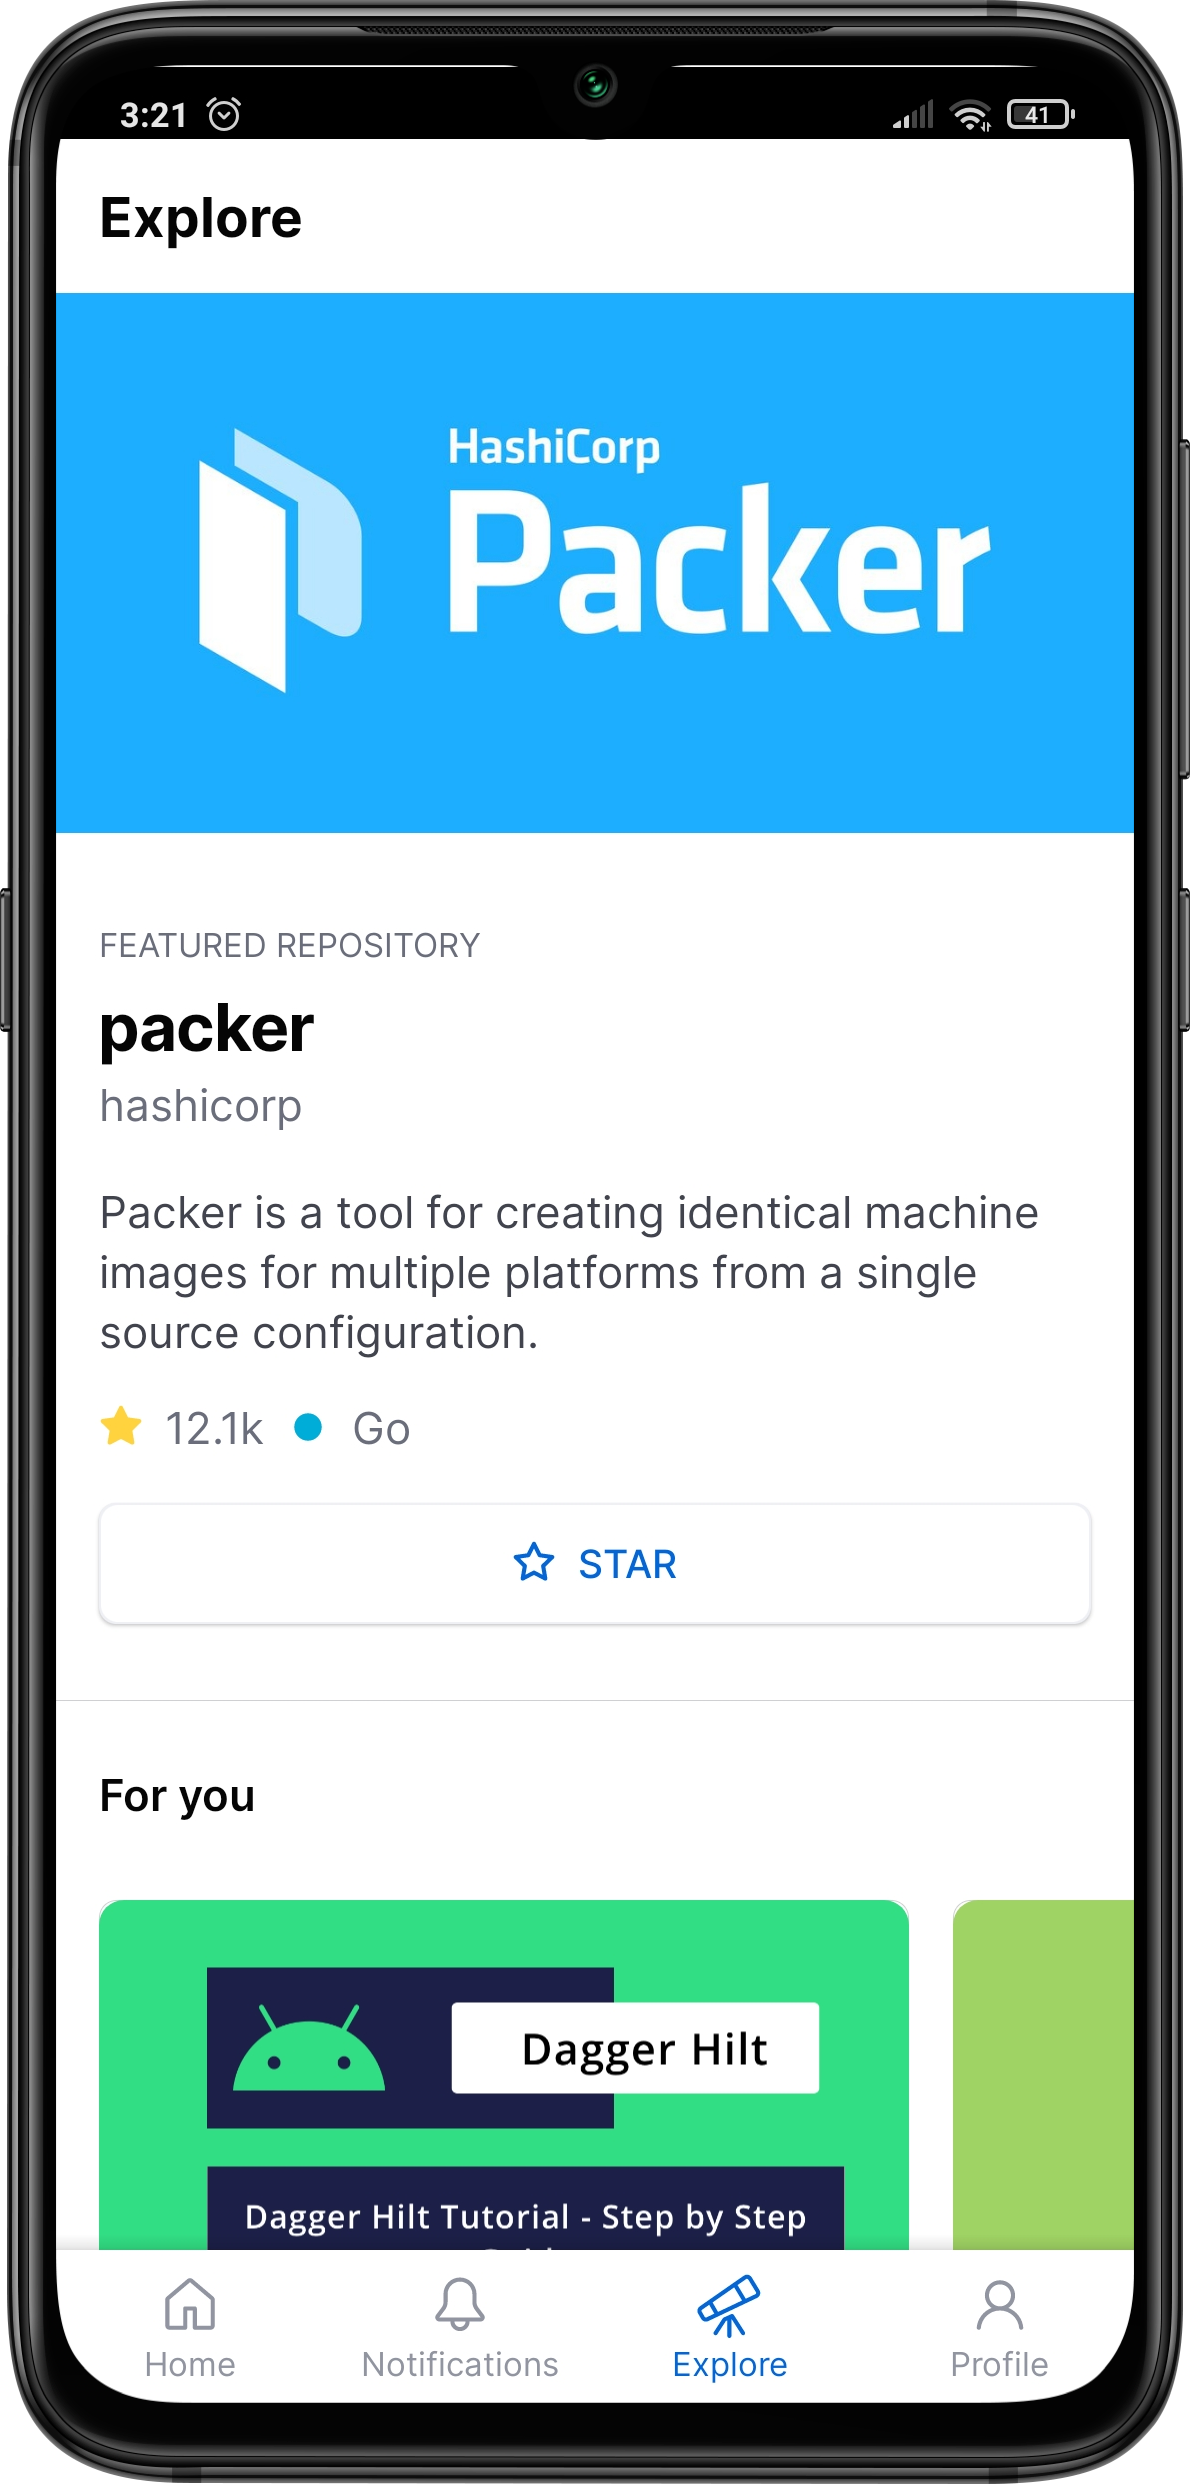 3:21
41
Explore
HashiCorp
Packer
FEATURED REPOSITORY
packer
hashicorp
Packer is a tool for creating identical machine
images for multiple platforms from a single
source configuration.
12.1k Go
STAR
For you
Dagger Hilt
Dagger Hilt Tutorial - Step by Step
Home Notifications Explore Profile